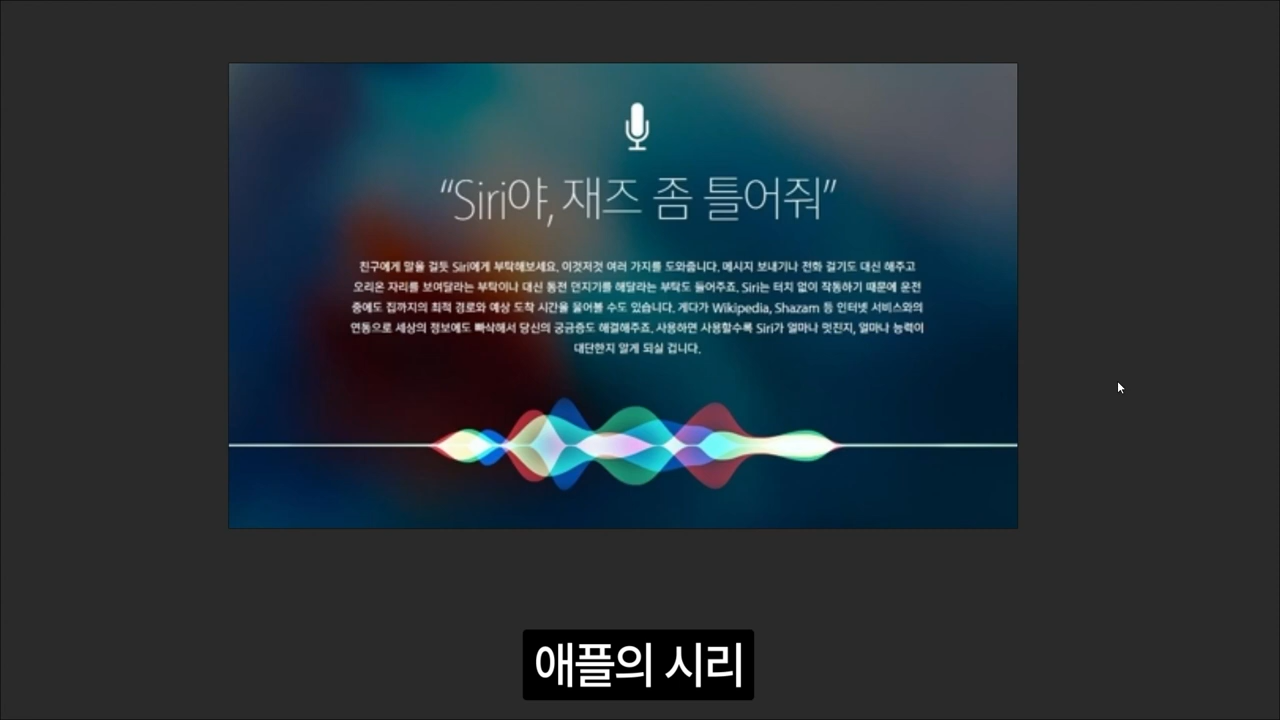 “Siri야, 재즈 좀 틀어줘”
친구에게 말을 걸듯 Siri에게 부탁해보세요. 이것저것 여러 가지를 도와줍니다. 메시지 보내기나 전화 걸기도 대신 해주고
오리온 자리를 보여달라는 부탁이나 대신 동전 던지기를 해달라는 부탁도 들어주죠. Siri는 터치 없이 작동하기 때문에 운전
중에도 집까지의 최적 경로와 예상 도착 시간을 물어볼 수도 있습니다. 게다가 Wikipedia, Shazam 등 인터넷 서비스와의
연동으로 세상의 정보에도 빠삭해서 당신의 궁금증도 해결해주죠. 사용하면 사용할수록 Siri가 얼마나 멋진지, 얼마나 능력이
대단한지 알게 되실 겁니다.
애플의 시리